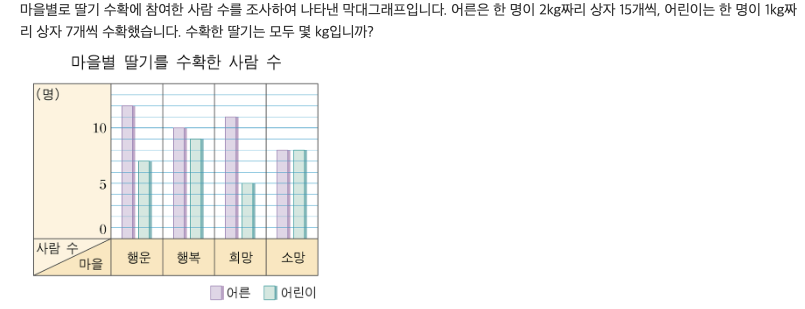 마을별로 딸기 수확에 참여한 사람 수를 조사하여 나타낸 막대그래프입니다. 어른은 한 명이 2kg짜리 상자 15개씩, 어린이는 한 명이 1kg짜
리 상자 7개씩 수확했습니다. 수확한 딸기는 모두 몇 kg입니까?
마을별 딸기를 수확한 사람 수
(명)
10
5
0
사람 수
마을
행운 행복 희망 소망
어른 어린이